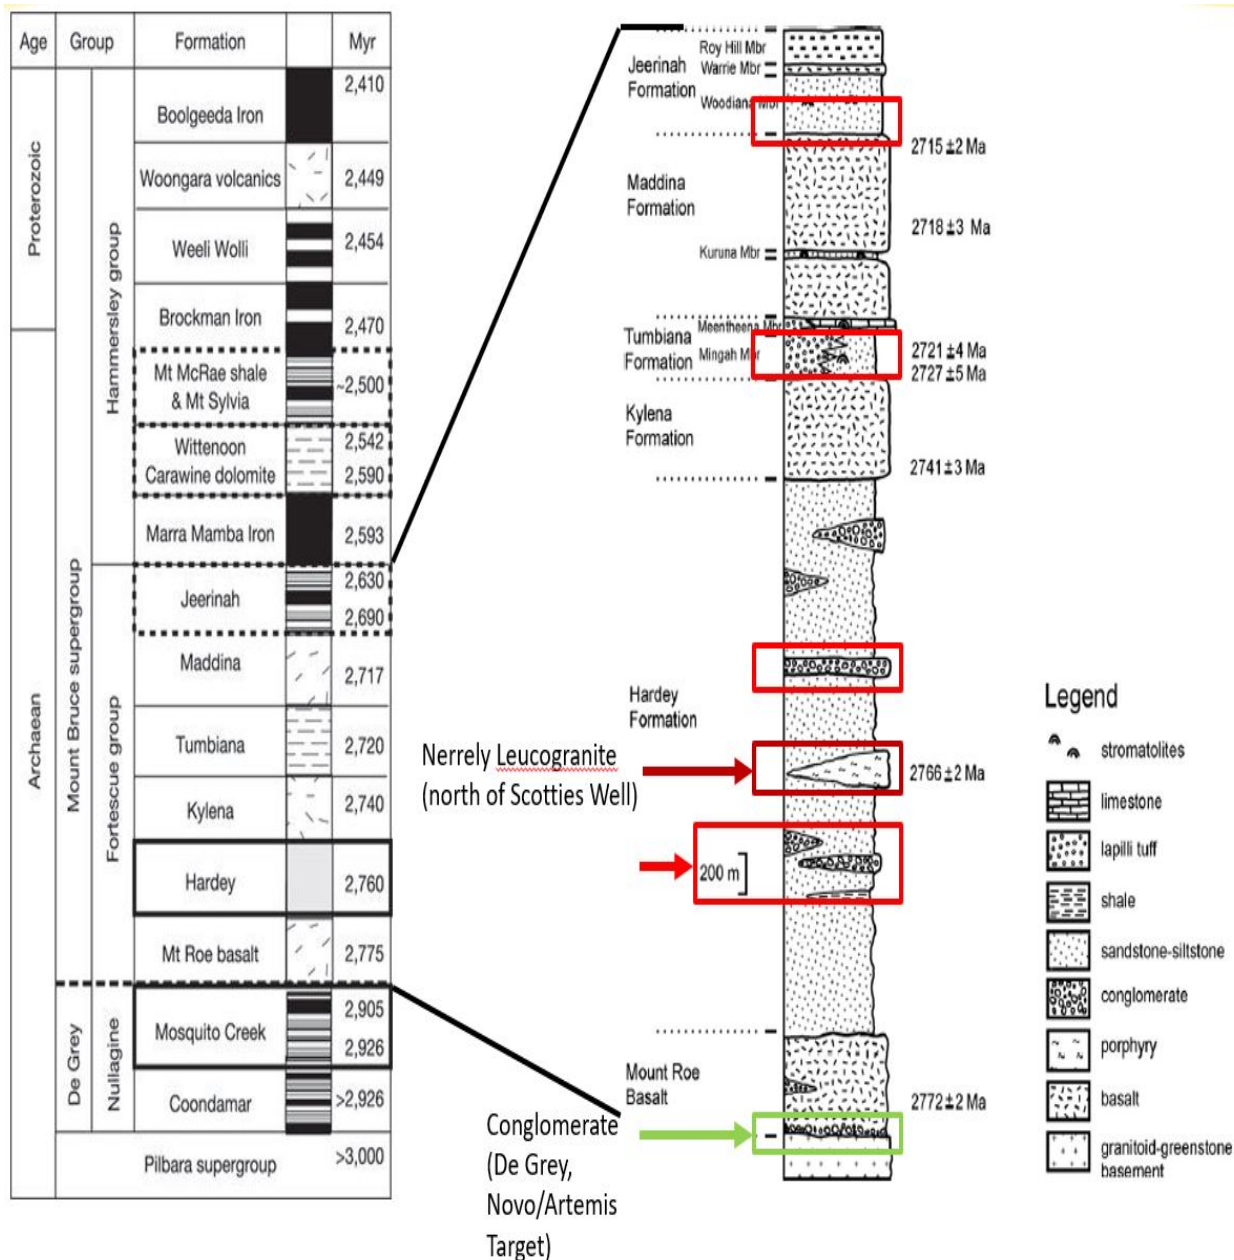 Age Group Formation Myr
Proterozoic
Archaean
Mount Bruce supergroup
De Grey
Hammersley group
Fortescue group
Nullagine
Boolgeeda Iron 2,410
Woongara volcanics 2,449
Weeli Wolli 2,454
Brockman Iron 2,470
Mt McRae shale
& Mt Sylvia
~2,500
Wittenoon 2,542
Carawine dolomite 2,590
Marra Mamba Iron 2,593
2,630
Jeerinah
2,690
Maddina 2,717
Tumbiana 2,720
Kylena 2,740
Hardey 2,760
Mt Roe basalt 2,775
2,905
Mosquito Creek
2,926
Coondamar >2,926
Pilbara supergroup >3,000
Jeerinah
Formation
Roy Hill Mbr
Warrie Mbr
Woodiana Mbr
2715 ±2 Ma
Maddina
Formation
2718 ±3 Ma
Kuruna Mbr
Tumbiana
Formation
Meentheena Mbr
Mingah Mbr
2721 ±4 Ma
2727 ±5 Ma
Kylena
Formation
2741 ±3 Ma
Hardey
Formation
Nerrely Leucogranite
(north of Scotties Well)
2766 ±2 Ma
200 m
Mount Roe
Basalt
2772 ±2 Ma
Conglomerate
(De Grey,
Novo/Artemis
Target)
Legend
stromatolites
limestone
lapilli tuff
shale
sandstone-siltstone
conglomerate
porphyry
basalt
granitoid-greenstone
basement